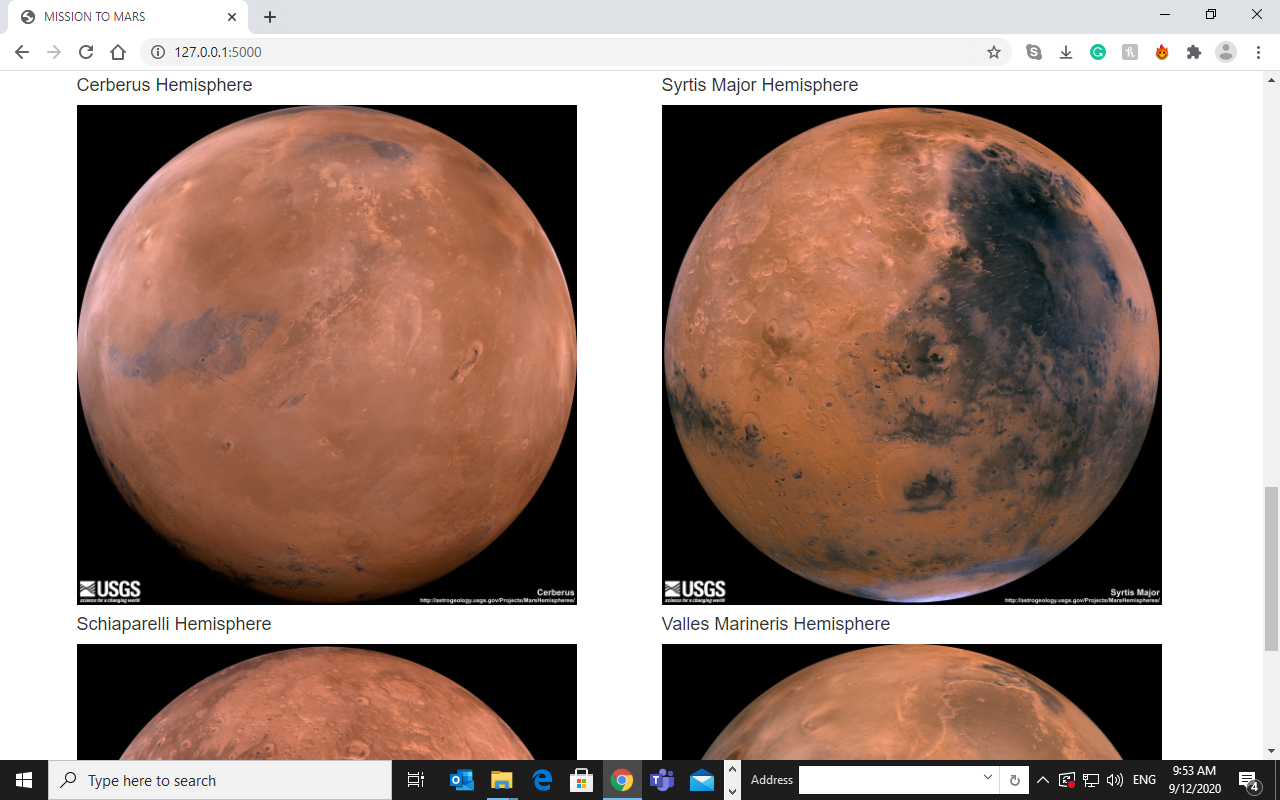 MISSION TO MARS
127.0.0.1:5000
Cerberus Hemisphere
Syrtis Major Hemisphere
USGS
science for a changing world
Cerberus
http://astrogeology.usgs.gov/Projects/MarsHemispheres/
USGS
science for a changing world
Syrtis Major
http://astrogeology.usgs.gov/Projects/MarsHemispheres/
Schiaparelli Hemisphere
Valles Marineris Hemisphere
Type here to search
Address
ENG
9:53 AM
9/12/2020
4